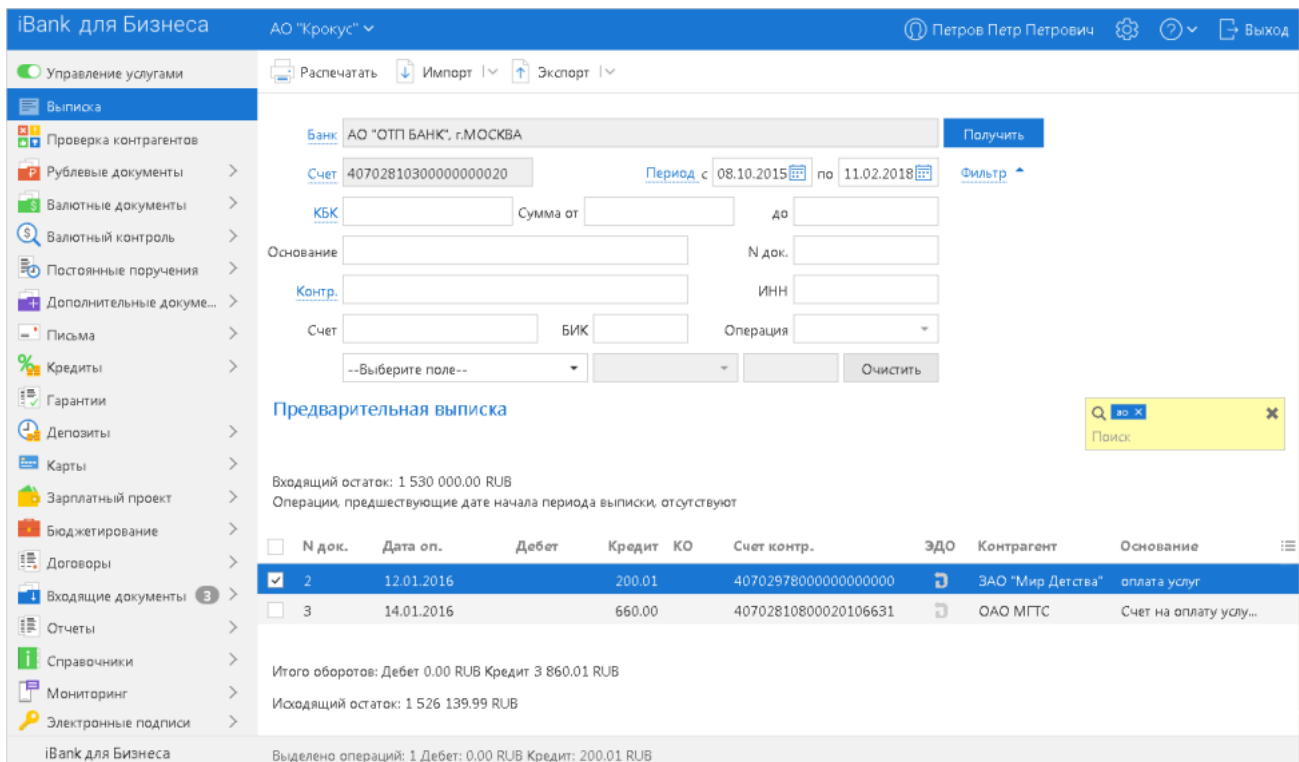 iBank для Бизнеса АО "Крокус" Петров Петр Петрович Выход
Управление услугами
Выписка
Проверка контрагентов
Рублевые документы
Валютные документы
Валютный контроль
Постоянные поручения
Дополнительные докуме...
Письма
Кредиты
Гарантии
Депозиты
Карты
Зарплатный проект
Бюджетирование
Договоры
Входящие документы 3
Отчеты
Справочники
Мониторинг
Электронные подписи
iBank для Бизнеса
Распечатать Импорт Экспорт
Банк АО "ОТП БАНК", г.МОСКВА Получить
Счет 40702810300000000020 Период с 08.10.2015 по 11.02.2018 Фильтр
КБК Сумма от до
Основание N док.
Контр. ИНН
Счет БИК Операция
--Выберите поле-- Очистить
Предварительная выписка
ао
Поиск
Входящий остаток: 1 530 000.00 RUB
Операции, предшествующие дате начала периода выписки, отсутствуют
N док. Дата оп. Дебет Кредит КО Счет контр. ЭДО Контрагент Основание
2 12.01.2016 200.01 40702978000000000000 ЗАО "Мир Детства" оплата услуг
3 14.01.2016 660.00 40702810800020106631 ОАО МГТС Счет на оплату услу...
Итого оборотов: Дебет 0.00 RUB Кредит 3 860.01 RUB
Исходящий остаток: 1 526 139.99 RUB
Выделено операций: 1 Дебет: 0.00 RUB Кредит: 200.01 RUB